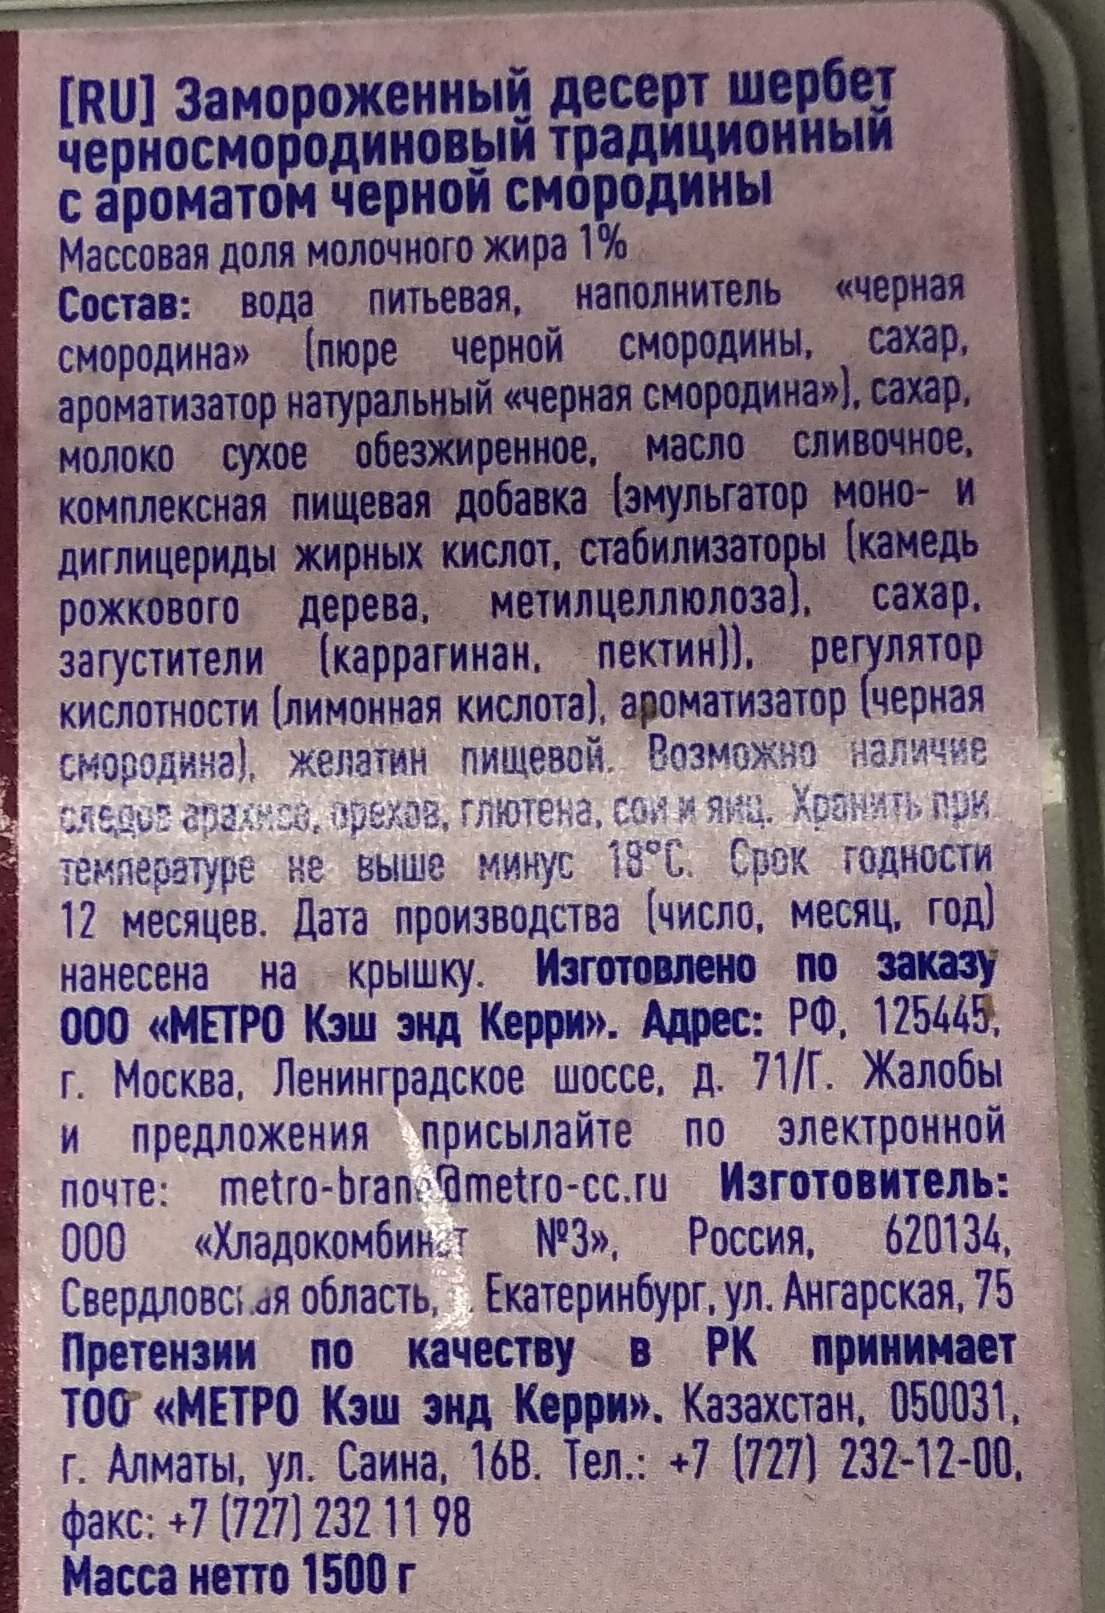 [RU] Замороженный десерт шербет
черносмородиновый традиционный
с ароматом черной смородины
Массовая доля молочного жира 1%
Состав: вода питьевая, наполнитель «черная
смородина» (пюре черной смородины, сахар,
ароматизатор натуральный «черная смородина»), сахар,
молоко сухое обезжиренное, масло сливочное,
комплексная пищевая добавка (эмульгатор моно- и
диглицериды жирных кислот, стабилизаторы (камедь
рожкового дерева, метилцеллюлоза), сахар,
загустители (каррагинан, пектин)), регулятор
кислотности (лимонная кислота), ароматизатор (черная
смородина), желатин пищевой. Возможно наличие
следов арахиса, орехов, глютена, сои и яиц. Хранить при
температуре не выше минус 18°С. Срок годности
12 месяцев. Дата производства (число, месяц, год)
нанесена на крышку. Изготовлено по заказу
ООО «МЕТРО Кэш энд Керри». Адрес: РФ, 125445,
г. Москва, Ленинградское шоссе, д. 71/Г. Жалобы
и предложения присылайте по электронной
почте: metro-brand@metro-cc.ru Изготовитель:
ООО «Хладокомбинат №3», Россия, 620134,
Свердловская область, Екатеринбург, ул. Ангарская, 75
Претензии по качеству в РК принимает
ТОО «МЕТРО Кэш энд Керри». Казахстан, 050031,
г. Алматы, ул. Саина, 16В. Тел.: +7 (727) 232-12-00,
факс: +7 (727) 232 11 98
Масса нетто 1500 г